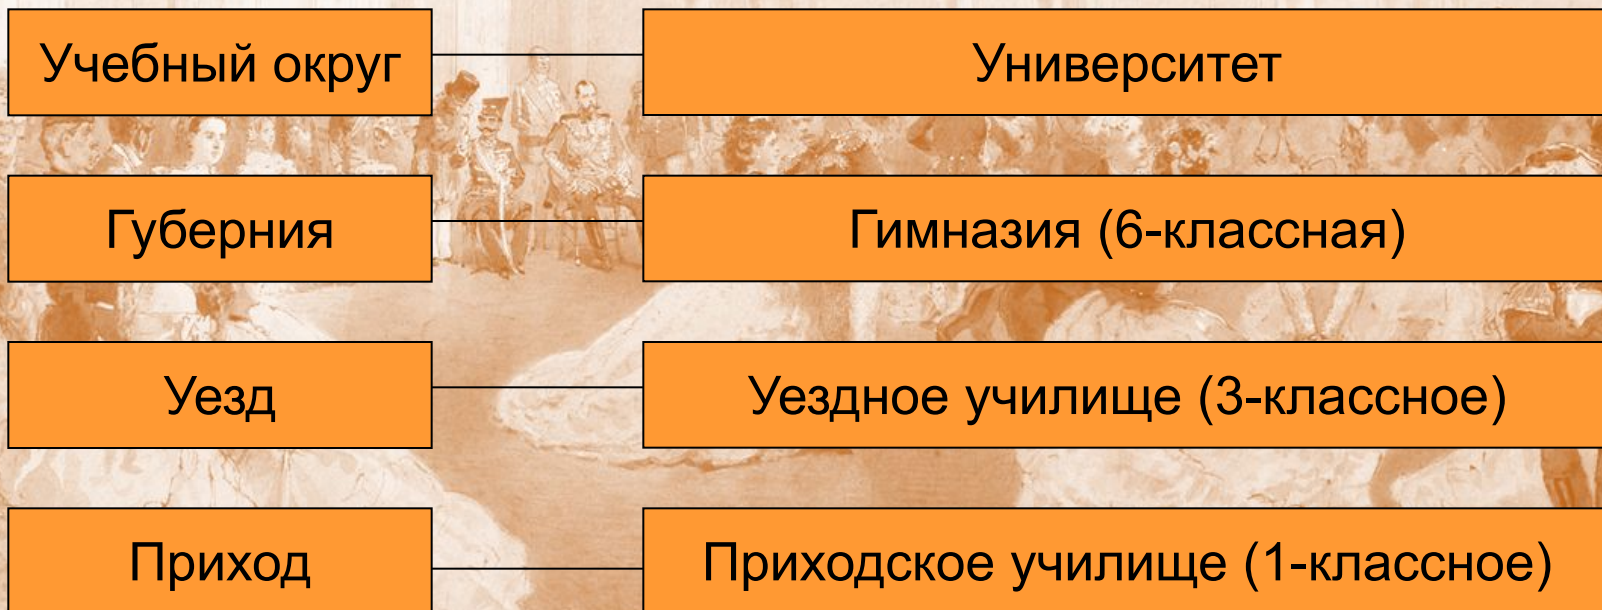 Учебный округ
Университет
Губерния
Гимназия (6-классная)
Уезд
Уездное училище (3-классное)
Приход
Приходское училище (1-классное)